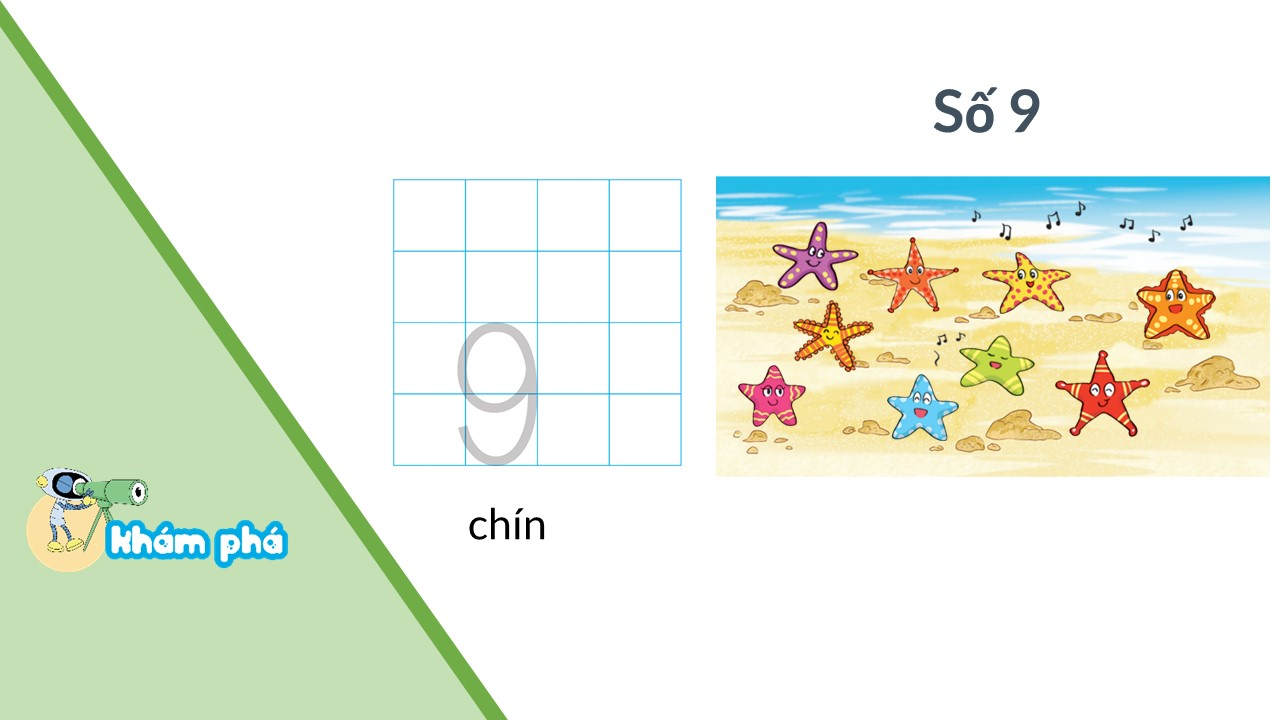 Số 9
9
chín
khám phá